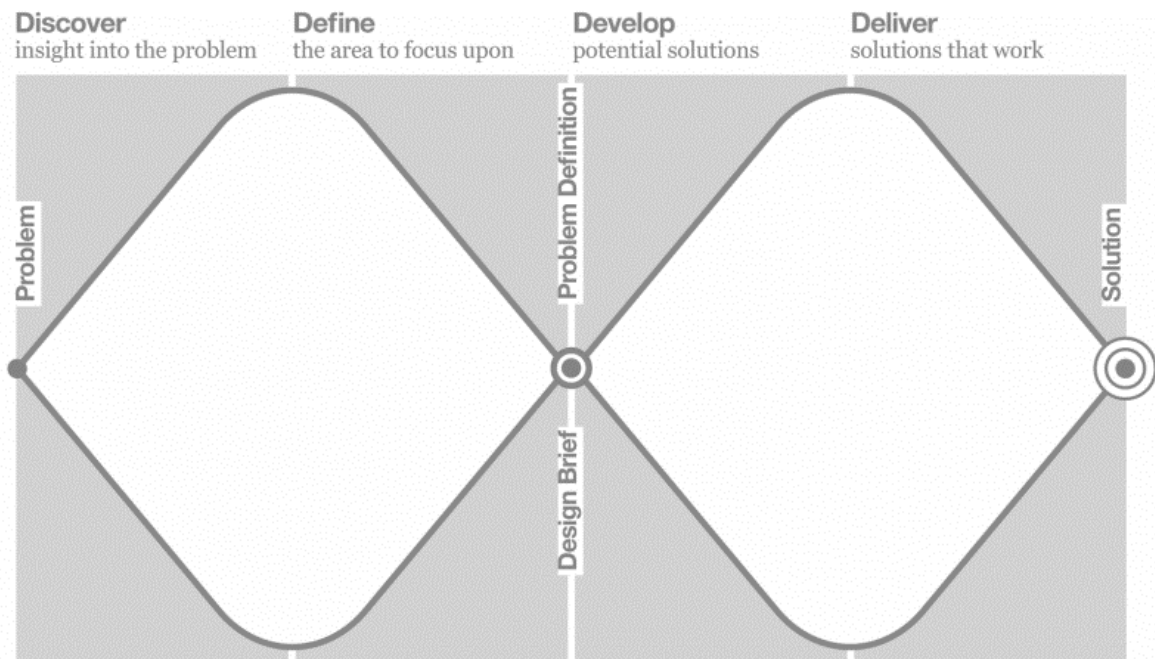 Discover
insight into the problem
Define
the area to focus upon
Develop
potential solutions
Deliver
solutions that work
Problem
Problem Definition
Design Brief
Solution